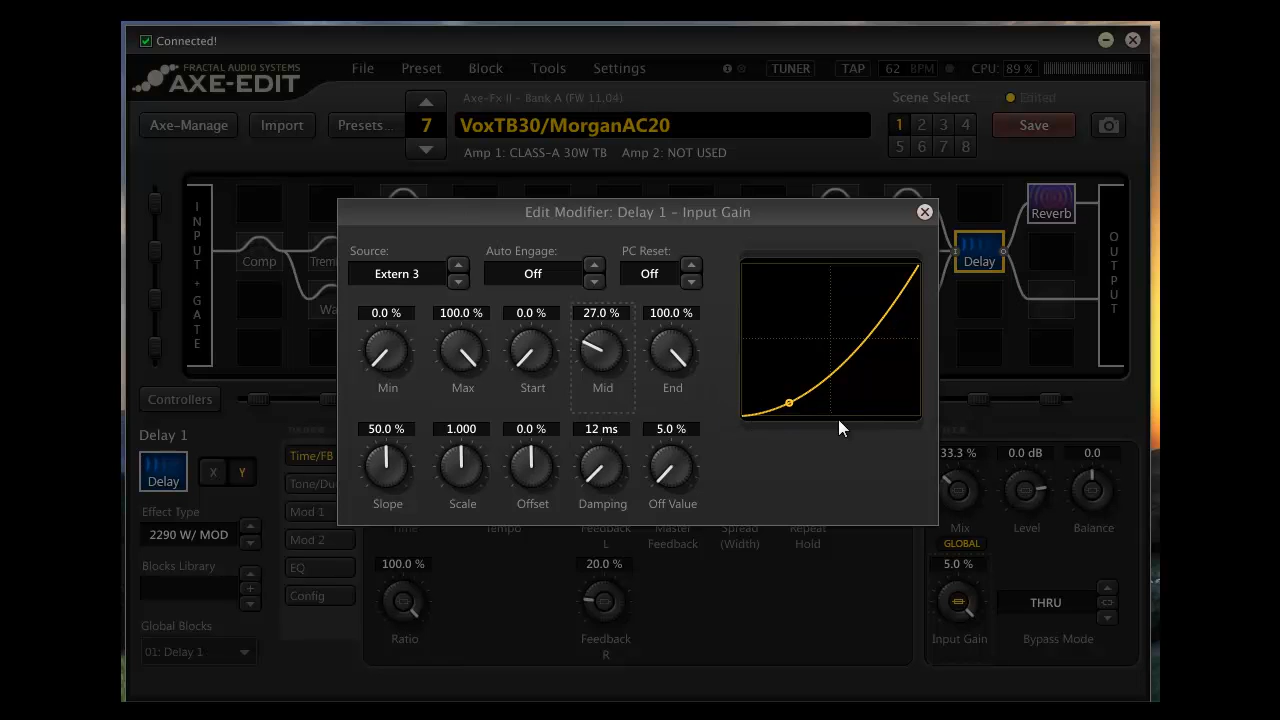 Connected!
FRACTAL AUDIO SYSTEMS
AXE-EDIT
File Preset Block Tools Settings
TUNER TAP 62 BPM CPU: 89 %
Axe-Fx II - Bank A (FW 11.04)
Scene Select Edited
Axe-Manage Import Presets... 7 VoxTB30/MorganAC20 1 2 3 4 Save
5 6 7 8
Amp 1: CLASS-A 30W TB Amp 2: NOT USED
INPUT + GATE
Comp
Reverb
Delay
OUTPUT
Edit Modifier: Delay 1 - Input Gain
Source: Auto Engage: PC Reset:
Extern 3 Off Off
0.0 % 100.0 % 0.0 % 27.0 % 100.0 %
Min Max Start Mid End
50.0 % 1.000 0.0 % 12 ms 5.0 %
Slope Scale Offset Damping Off Value
Controllers
Delay 1
Delay X Y
Effect Type
2290 W/ MOD
Blocks Library
Global Blocks
01: Delay 1
Time/FB
Mod 1
Mod 2
EQ
Config
Time Tempo Feedback L Master Feedback Spread (Width) Repeat Hold
100.0 % 20.0 %
Ratio Feedback R
33.3 % 0.0 dB 0.0
Mix Level Balance
GLOBAL
5.0 %
THRU
Input Gain Bypass Mode